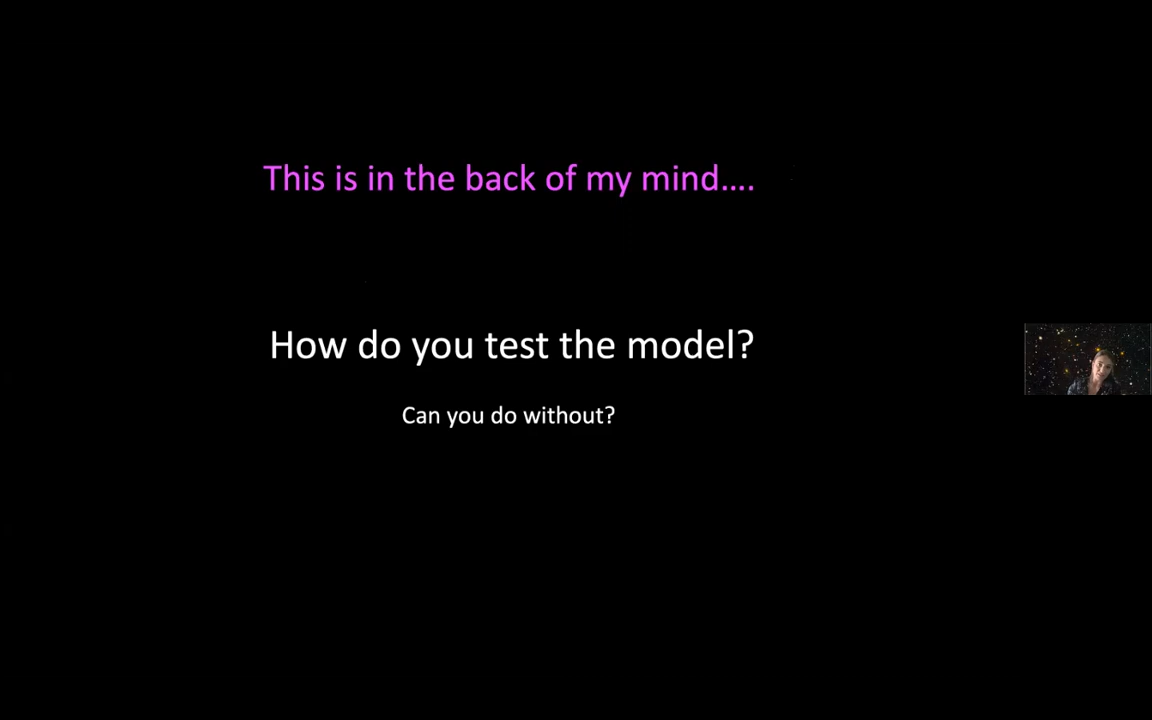 This is in the back of my mind....
How do you test the model?
Can you do without?